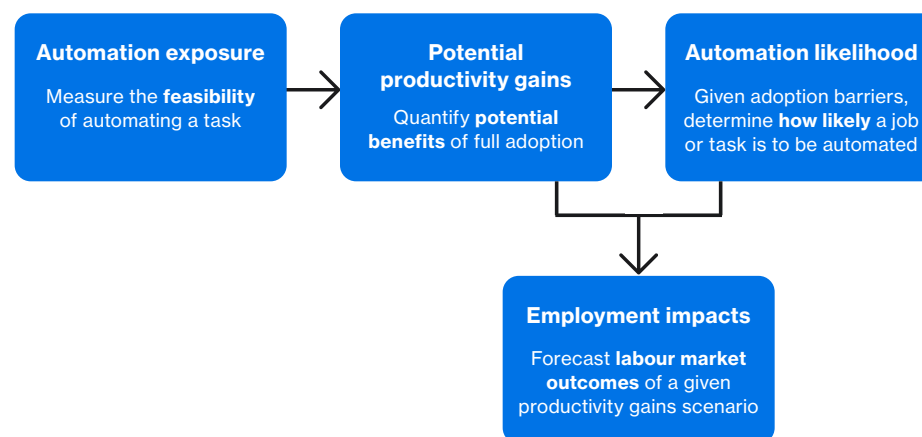 Automation exposure
Measure the feasibility
of automating a task
Potential
productivity gains
Quantify potential
benefits of full adoption
Automation likelihood
Given adoption barriers,
determine how likely a job
or task is to be automated
Employment impacts
Forecast labour market
outcomes of a given
productivity gains scenario